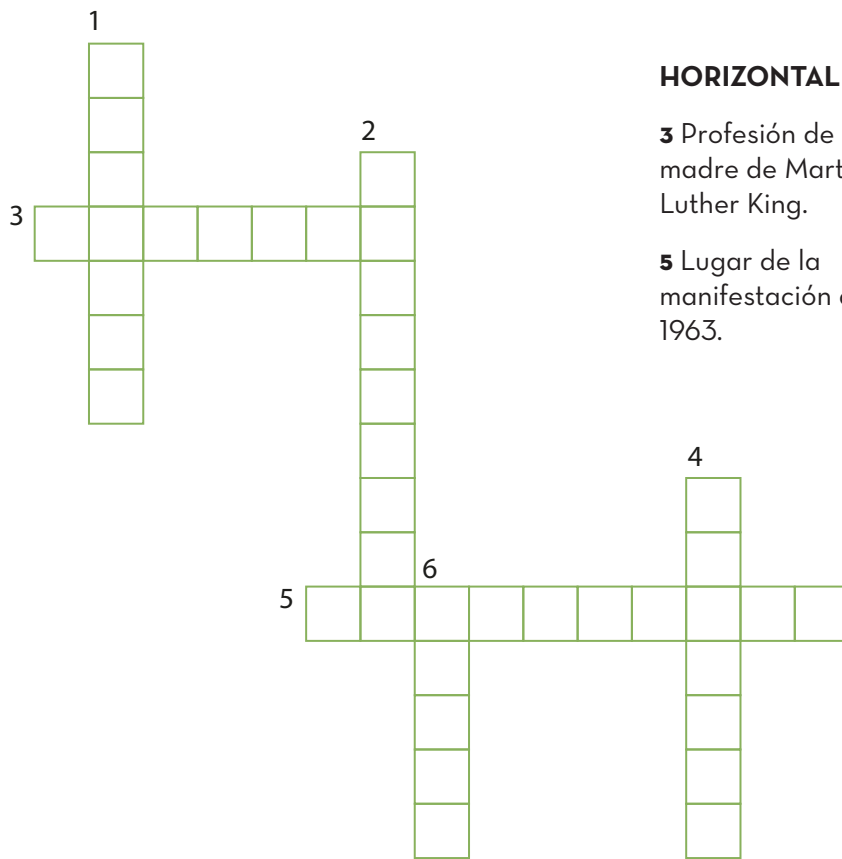 1
2
3
4
5
6
HORIZONTAL
3 Profesión de
madre de Mart
Luther King.
5 Lugar de la
manifestación
1963.